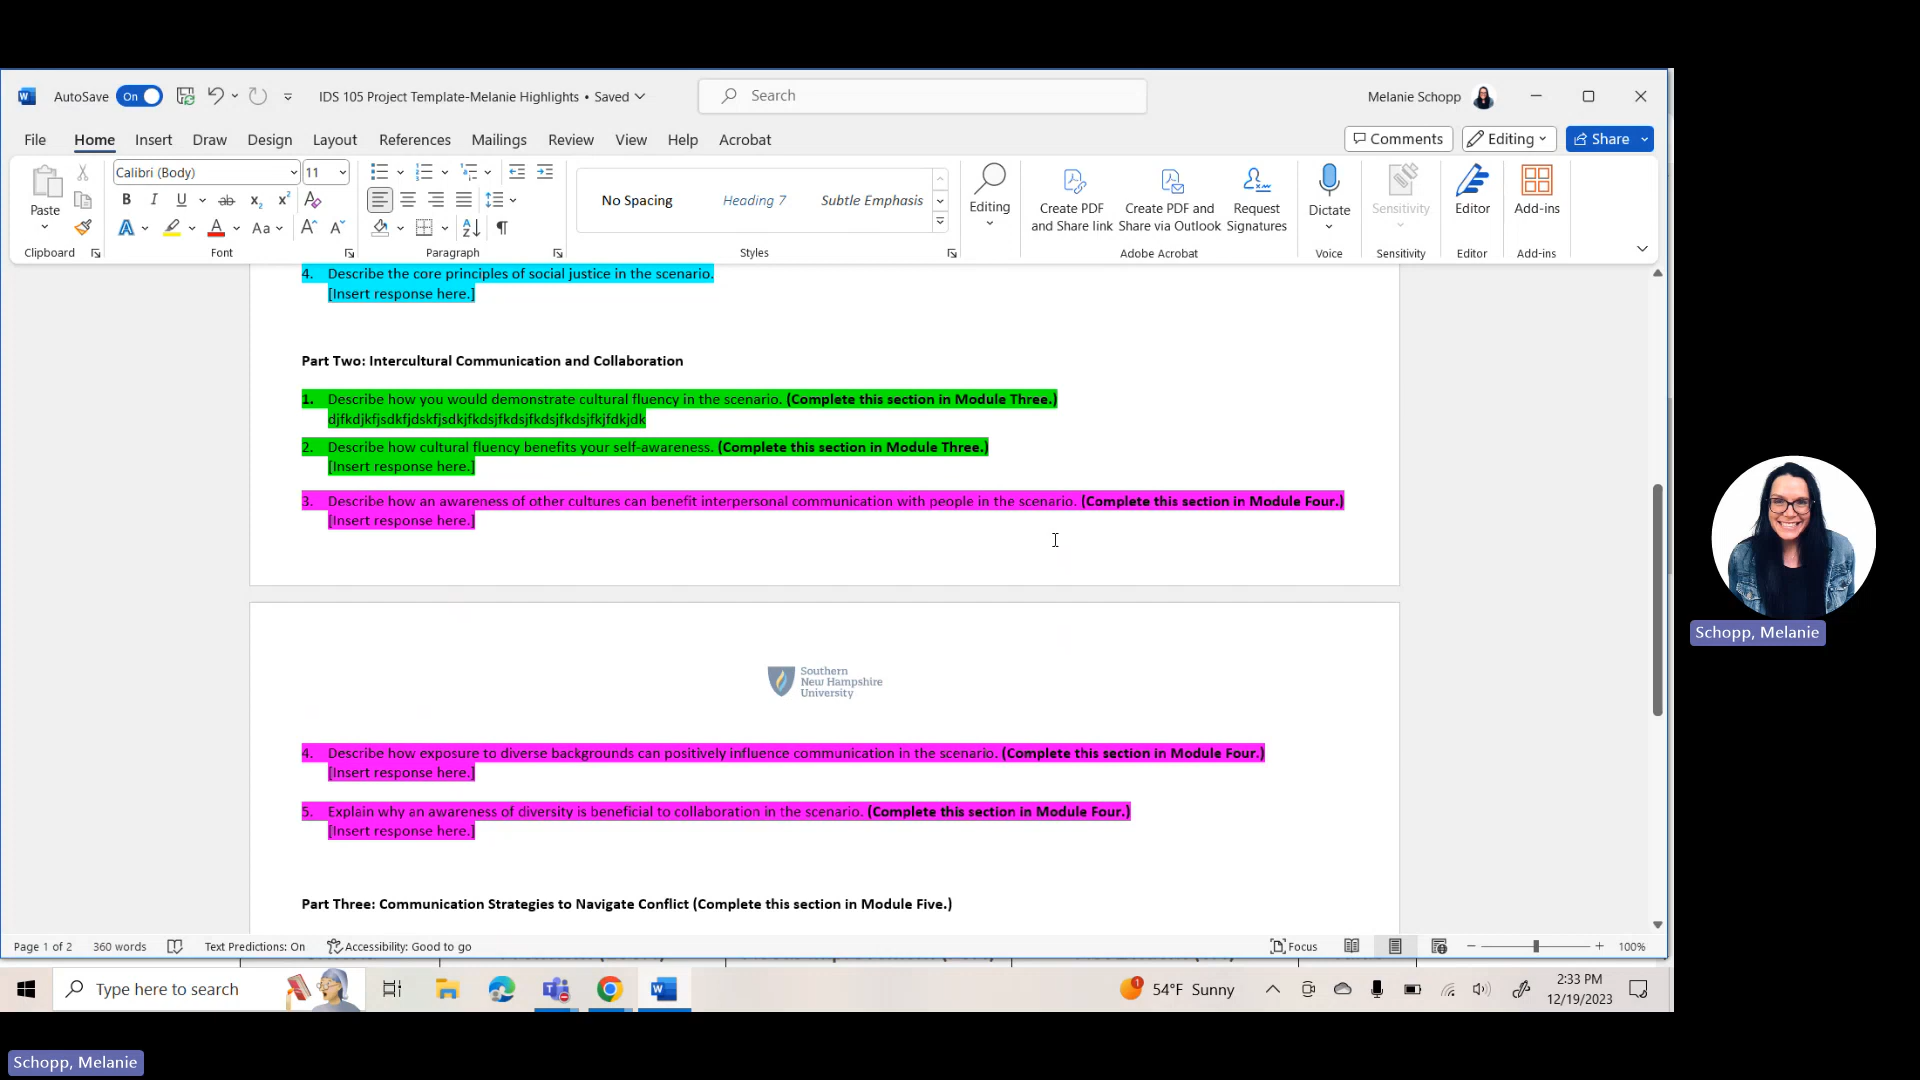 AutoSave On IDS 105 Project Template-Melanie Highlights • Saved Search Melanie Schopp
File Home Insert Draw Design Layout References Mailings Review View Help Acrobat Comments Editing Share
Calibri (Body) 11
Paste
Clipboard
B I U ab x₂ x² A
A A Aa A A
Font
Paragraph
No Spacing Heading 7 Subtle Emphasis
Styles
Editing
Create PDF and Share link
Create PDF and Share via Outlook
Request Signatures
Adobe Acrobat
Dictate
Voice
Sensitivity
Sensitivity
Editor
Editor
Add-ins
Add-ins
4. Describe the core principles of social justice in the scenario.
[Insert response here.]
Part Two: Intercultural Communication and Collaboration
1. Describe how you would demonstrate cultural fluency in the scenario. (Complete this section in Module Three.)
djfkdjkfjsdkfjdskfjsdkjfkdsjfkdsjfkdsjfkdsjfkjfdkjdk
2. Describe how cultural fluency benefits your self-awareness. (Complete this section in Module Three.)
[Insert response here.]
3. Describe how an awareness of other cultures can benefit interpersonal communication with people in the scenario. (Complete this section in Module Four.)
[Insert response here.]
Southern
New Hampshire
University
4. Describe how exposure to diverse backgrounds can positively influence communication in the scenario. (Complete this section in Module Four.)
[Insert response here.]
5. Explain why an awareness of diversity is beneficial to collaboration in the scenario. (Complete this section in Module Four.)
[Insert response here.]
Part Three: Communication Strategies to Navigate Conflict (Complete this section in Module Five.)
Page 1 of 2 360 words Text Predictions: On Accessibility: Good to go Focus 100%
Type here to search 54°F Sunny 2:33 PM
12/19/2023
Schopp, Melanie
Schopp, Melanie